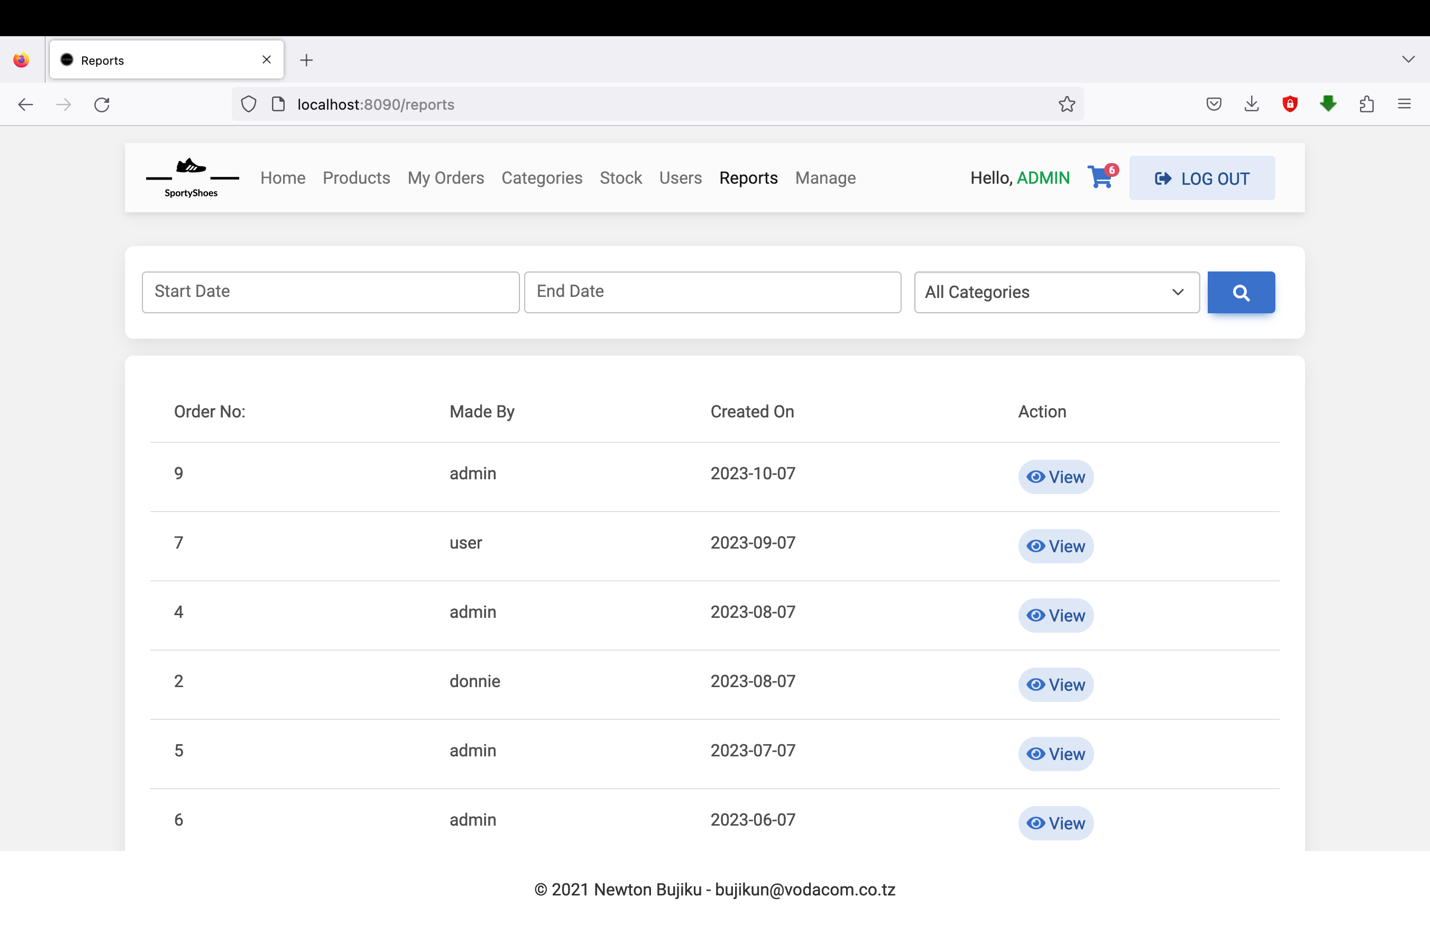 Reports
localhost:8090/reports
SportyShoes
Home Products My Orders Categories Stock Users Reports Manage Hello, ADMIN 6 LOG OUT
Start Date End Date All Categories
Order No: Made By Created On Action
9 admin 2023-10-07 View
7 user 2023-09-07 View
4 admin 2023-08-07 View
2 donnie 2023-08-07 View
5 admin 2023-07-07 View
6 admin 2023-06-07 View
© 2021 Newton Bujiku - bujikun@vodacom.co.tz